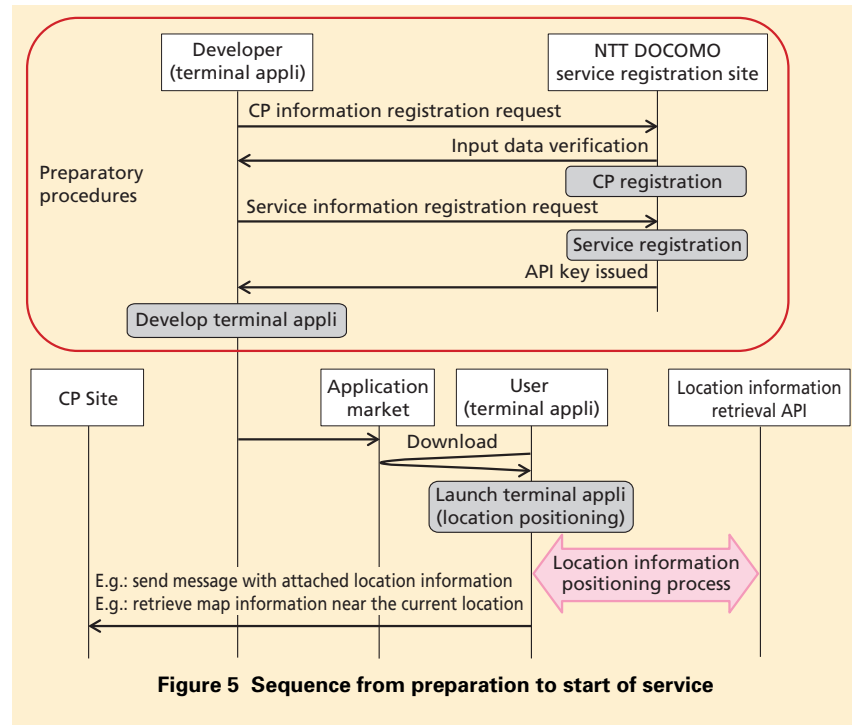 Developer
(terminal appli)
NTT DOCOMO
service registration site
CP information registration request
Input data verification
CP registration
Preparatory
procedures
Service information registration request
Service registration
API key issued
Develop terminal appli
CP Site
Application
market
User
(terminal appli)
Location information
retrieval API
Download
Launch terminal appli
(location positioning)
Location information
positioning process
E.g.: send message with attached location information
E.g.: retrieve map information near the current location
Figure 5 Sequence from preparation to start of service